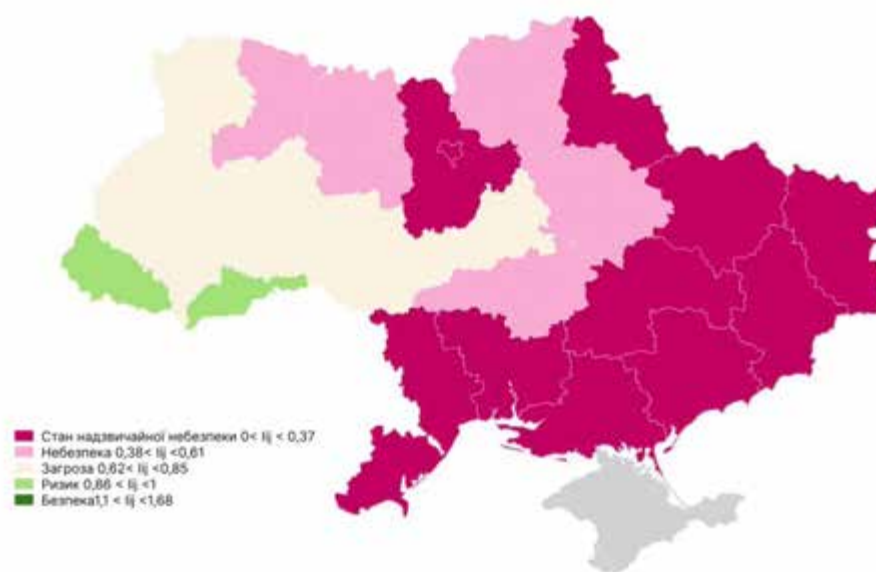 Стан надзвичайної небезпеки 0< Iij < 0,37
Небезпека 0,38< Iij <0,61
Загроза 0,62< Iij <0,85
Ризик 0,86 < Iij <1
Безпека1,1 < Iij <1,68